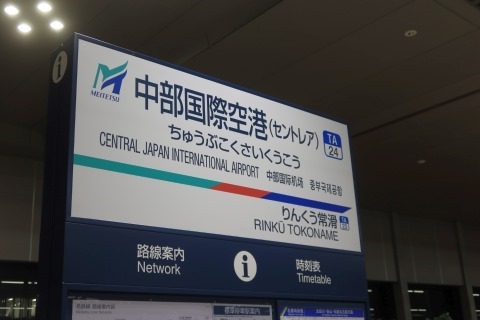 MEITETSU
中部国際空港(セントレア)
TA
24
ちゅうぶこくさいくうこう
CENTRAL JAPAN INTERNATIONAL AIRPORT 中部国际机场 중부국제공항
りんくう常滑
TA
23
RINKŪ TOKONAME
路線案内
Network
i
時刻表
Timetable